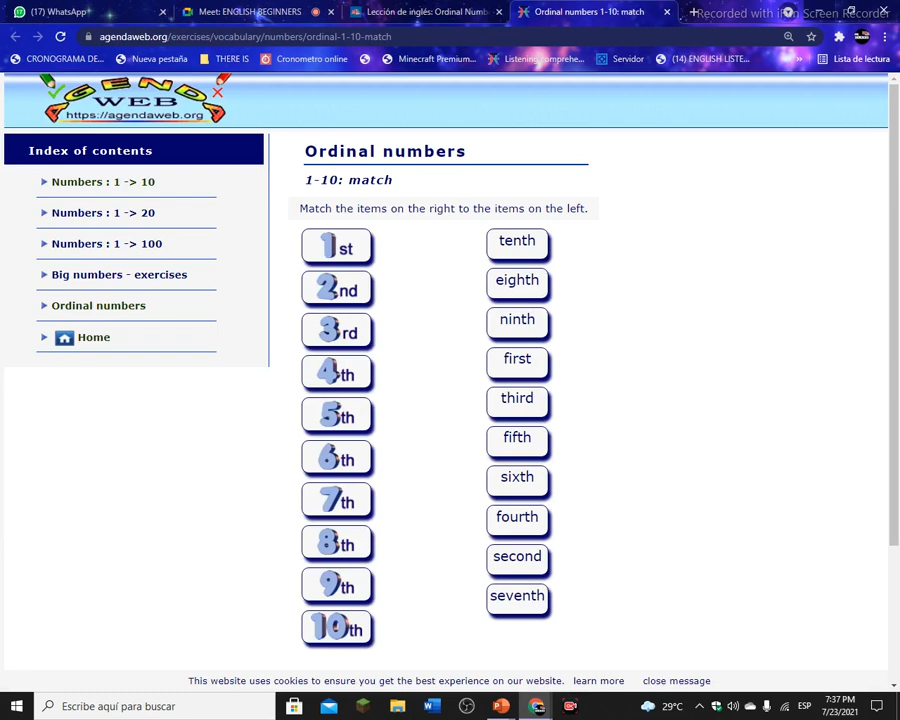 (17) WhatsApp
Meet: ENGLISH BEGINNERS
Lección de inglés: Ordinal Numb
Ordinal numbers 1-10: match
Recorded with iFun Screen Recorder
agendaweb.org/exercises/vocabulary/numbers/ordinal-1-10-match
CRONOGRAMA DE...
Nueva pestaña
THERE IS
Cronometro online
Minecraft Premium...
Listening comprehe...
Servidor
(14) ENGLISH LISTE...
Lista de lectura
AGENDA
WEB
https://agendaweb.org
Index of contents
Numbers : 1 -> 10
Numbers : 1 -> 20
Numbers : 1 -> 100
Big numbers - exercises
Ordinal numbers
Home
Ordinal numbers
1-10: match
Match the items on the right to the items on the left.
1st
2nd
3rd
4th
5th
6th
7th
8th
9th
10th
tenth
eighth
ninth
first
third
fifth
sixth
fourth
second
seventh
This website uses cookies to ensure you get the best experience on our website. learn more close message
Escribe aquí para buscar
29°C
ESP
7:37 PM
7/23/2021